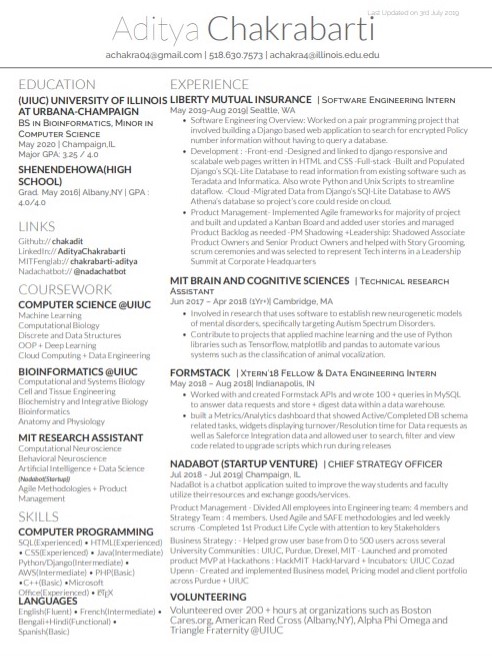 Last Updated on 3rd July 2019
Aditya Chakrabarti
achakra04@gmail.com | 518.630.7573 | achakra4@illinois.edu.edu
EDUCATION
(UIUC) UNIVERSITY OF ILLINOIS
AT URBANA-CHAMPAIGN
BS in Bioinformatics, Minor in
Computer Science
May 2020 | Champaign,IL
Major GPA: 3.25 / 4.0
SHENENDEHOWA(HIGH
SCHOOL)
Grad. May 2016| Albany,NY | GPA :
4.0/4.0
LINKS
Github:// chakadit
LinkedIn:// AdityaChakrabarti
MITFenglab:// chakrabarti-aditya
Nadachatbot:// @nadachatbot
COURSEWORK
COMPUTER SCIENCE @UIUC
Machine Learning
Computational Biology
Discrete and Data Structures
OOP + Deep Learning
Cloud Computing + Data Engineering
BIOINFORMATICS @UIUC
Computational and Systems Biology
Cell and Tissue Engineering
Biochemistry and Integrative Biology
Bioinformatics
Anatomy and Physiology
MIT RESEARCH ASSISTANT
Computational Neuroscience
Behavioral Neuroscience
Artificial Intelligence + Data Science
(Nadabot(Startup)
Agile Methodologies + Product
Management
SKILLS
COMPUTER PROGRAMMING
SQL(Experienced) • HTML(Experienced)
• CSS(Experienced) • Java(Intermediate)
Python/Django(Intermediate) •
AWS(Intermediate) • PHP(Basic)
•C++(Basic) •Microsoft
Office(Experienced) • LATEX
LANGUAGES
English(Fluent) • French(Intermediate) •
Bengali+Hindi(Functional) •
Spanish(Basic)
EXPERIENCE
LIBERTY MUTUAL INSURANCE | Software Engineering Intern
May 2019-Aug 2019| Seattle, WA
• Software Engineering Overview: Worked on a pair programming project that
involved building a Django based web application to search for encrypted Policy
number information without having to query a database.
• Development : -Front-end -Designed and linked to django responsive and
scalabale web pages written in HTML and CSS -Full-stack -Built and Populated
Django's SQL-Lite Database to read information from existing software such as
Teradata and Informatica. Also wrote Python and Unix Scripts to streamline
dataflow. -Cloud -Migrated Data from Django's SQl-Lite Database to AWS
Athena's database so project's core could reside on cloud.
• Product Management- Implemented Agile frameworks for majority of project
and built and updated a Kanban Board and added user stories and managed
Product Backlog as needed -PM Shadowing +Leadership: Shadowed Associate
Product Owners and Senior Product Owners and helped with Story Grooming,
scrum ceremonies and was selected to represent Tech interns in a Leadership
Summit at Corporate Headquarters
MIT BRAIN AND COGNITIVE SCIENCES | Technical research
Assistant
Jun 2017 – Apr 2018 (1Yr+)| Cambridge, MA
• Involved in research that uses software to establish new neurogenetic models
of mental disorders, specifically targeting Autism Spectrum Disorders.
• Contribute to projects that applied machine learning and the use of Python
libraries such as Tensorflow, matplotlib and pandas to automate various
systems such as the classification of animal vocalization.
FORMSTACK | Xtern'18 Fellow & Data Engineering Intern
May 2018 – Aug 2018| Indianapolis, IN
• Worked with and created Formstack APIs and wrote 100 + queries in MySQL
to answer data requests and store + digest data within a data warehouse.
• built a Metrics/Analytics dashboard that showed Active/Completed DB schema
related tasks, widgets displaying turnover/Resolution time for Data requests as
well as Saleforce Integration data and allowed user to search, filter and view
code related to upgrade scripts which run during releases
NADABOT (STARTUP VENTURE) | CHIEF STRATEGY OFFICER
Jul 2018 - Jul 2019| Champaign, IL
NadaBot is a chatbot application suited to improve the way students and faculty
utilize theirresources and exchange goods/services.
Product Management - Divided All employees into Engineering team: 4 members and
Strategy Team : 4 members. Used Agile and SAFE methodologies and led weekly
scrums -Completed 1st Product Life Cycle with attention to key Stakeholders
Business Strategy : - Helped grow user base from 0 to 500 users across several
University Communities : UIUC, Purdue, Drexel, MIT - Launched and promoted
product MVP at Hackathons : HackMIT HackHarvard + Incubators: UIUC Cozad
Upenn - Created and implemented Business model, Pricing model and client portfolio
across Purdue + UIUC
VOLUNTEERING
Volunteered over 200 + hours at organizations such as Boston
Cares.org, American Red Cross (Albany,NY), Alpha Phi Omega and
Triangle Fraternity @UIUC